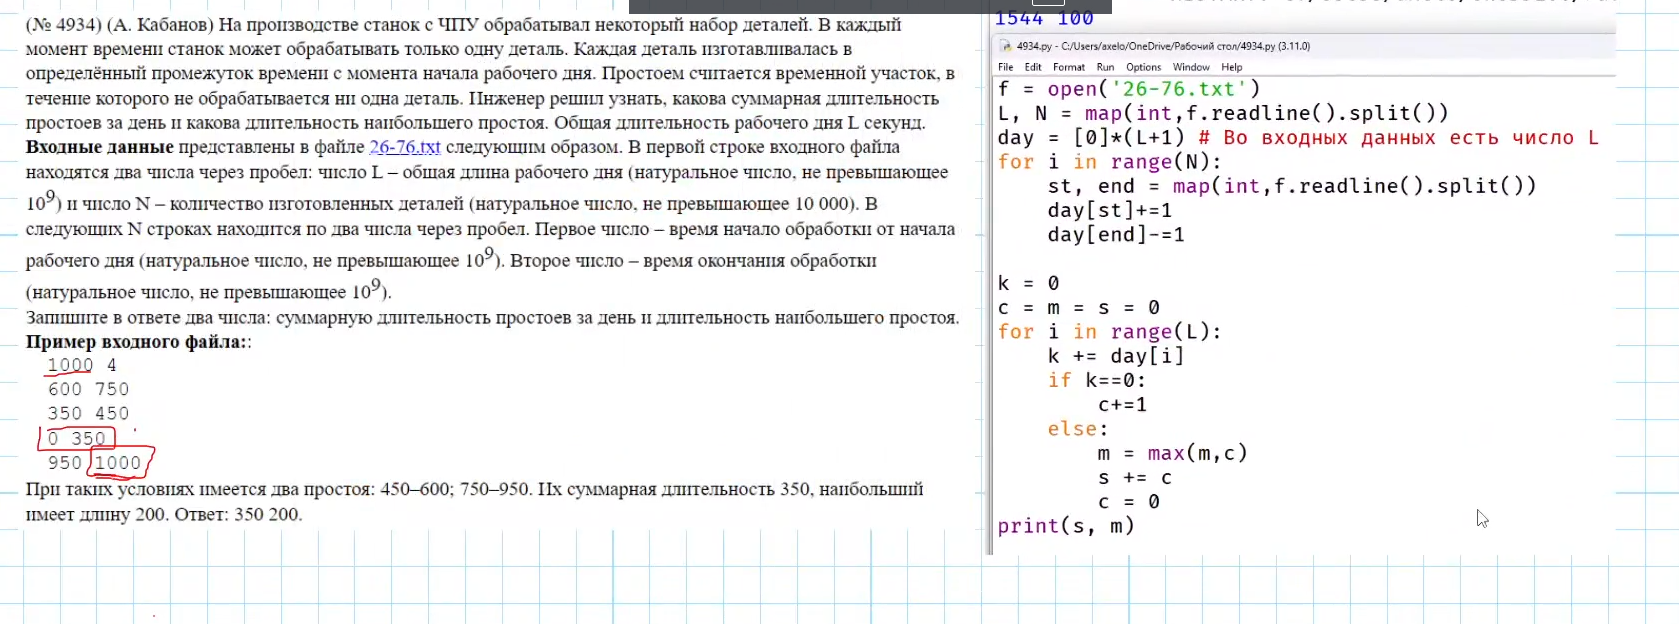 (№ 4934) (А. Кабанов) На производстве станок с ЧПУ обрабатывал некоторый набор деталей. В каждый
момент времени станок может обрабатывать только одну деталь. Каждая деталь изготавливалась в
определённый промежуток времени с момента начала рабочего дня. Простоем считается временной участок, в
течение которого не обрабатывается ни одна деталь. Инженер решил узнать, какова суммарная длительность
простоев за день и какова длительность наибольшего простоя. Общая длительность рабочего дня L секунд.
Входные данные представлены в файле 26-76.txt следующим образом. В первой строке входного файла
находятся два числа через пробел: число L – общая длина рабочего дня (натуральное число, не превышающее
10⁹) и число N – количество изготовленных деталей (натуральное число, не превышающее 10 000). В
следующих N строках находится по два числа через пробел. Первое число – время начало обработки от начала
рабочего дня (натуральное число, не превышающее 10⁹). Второе число – время окончания обработки
(натуральное число, не превышающее 10⁹).
Запишите в ответе два числа: суммарную длительность простоев за день и длительность наибольшего простоя.
Пример входного файла::
1000 4
600 750
350 450
0 350
950 1000
При таких условиях имеется два простоя: 450–600; 750–950. Их суммарная длительность 350, наибольший
имеет длину 200. Ответ: 350 200.
1544 100
4934.py - C:/Users/axelo/OneDrive/Рабочий стол/4934.py (3.11.0)
File Edit Format Run Options Window Help
f = open('26-76.txt')
L, N = map(int,f.readline().split())
day = [0]*(L+1) # Во входных данных есть число L
for i in range(N):
    st, end = map(int,f.readline().split())
    day[st]+=1
    day[end]-=1
k = 0
c = m = s = 0
for i in range(L):
    k += day[i]
    if k==0:
        c+=1
    else:
        m = max(m,c)
        s += c
        c = 0
print(s, m)